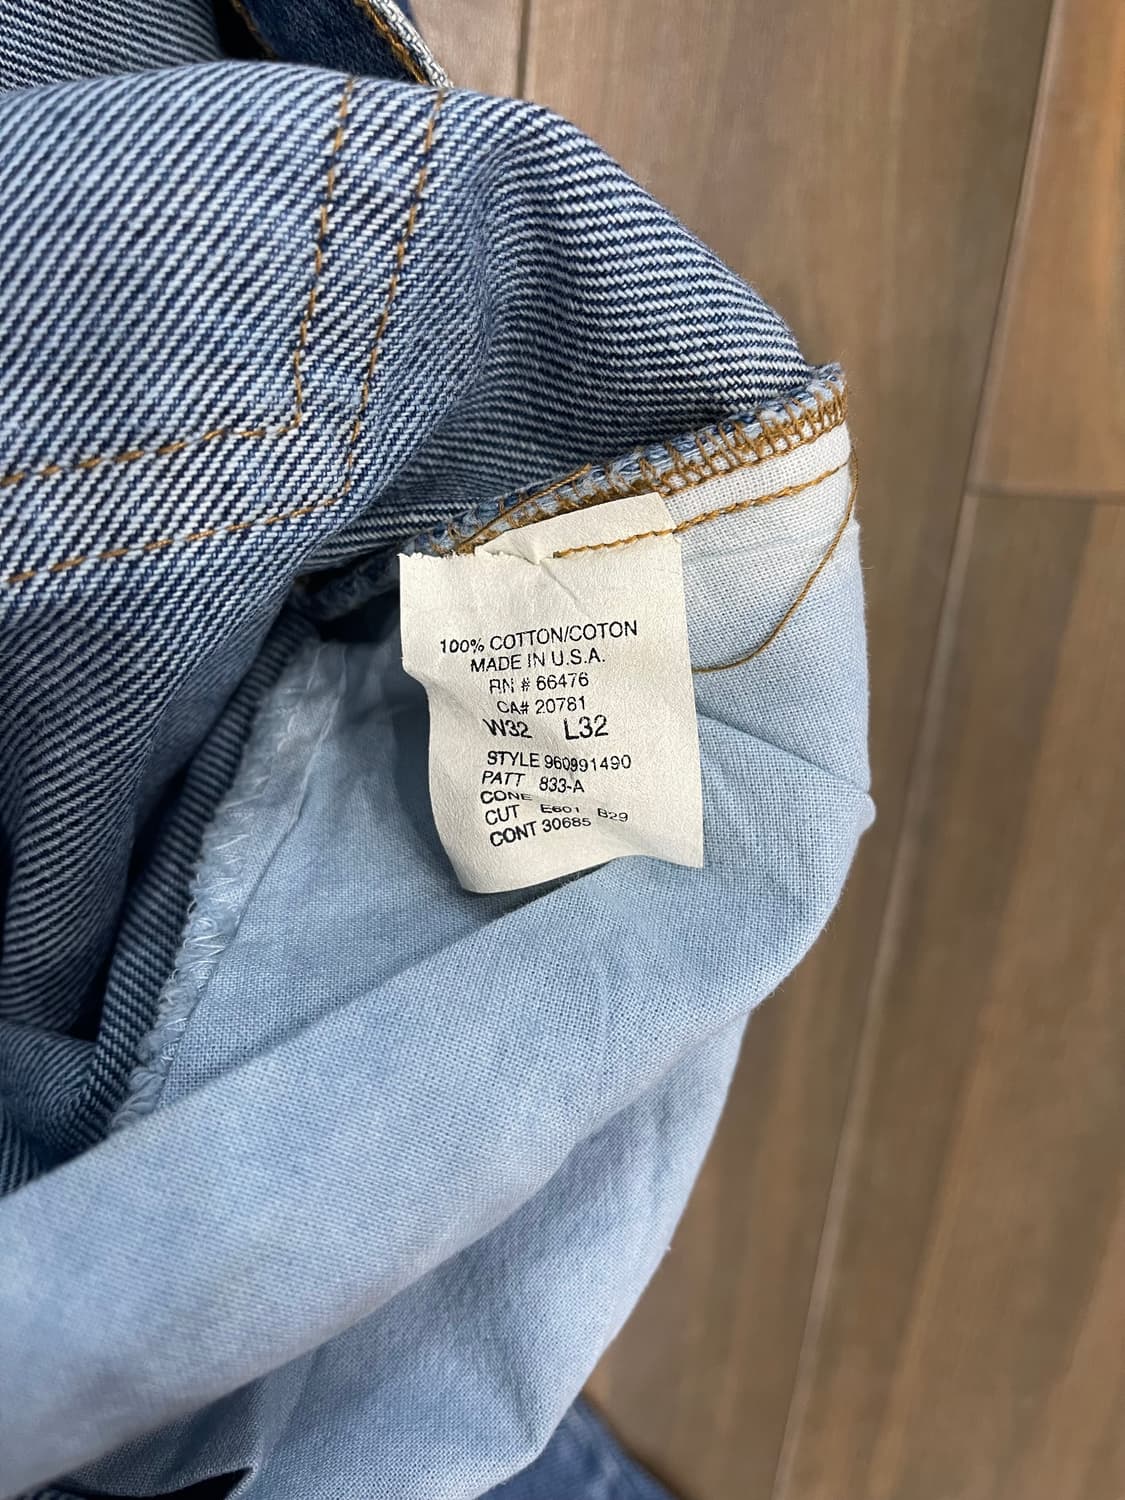 100% COTTON/COTON
MADE IN U.S.A.
RN # 66476
CA# 20781
W32 L32
STYLE 960991490
PATT 833-A
CONE
CUT E601 B29
CONT 30685